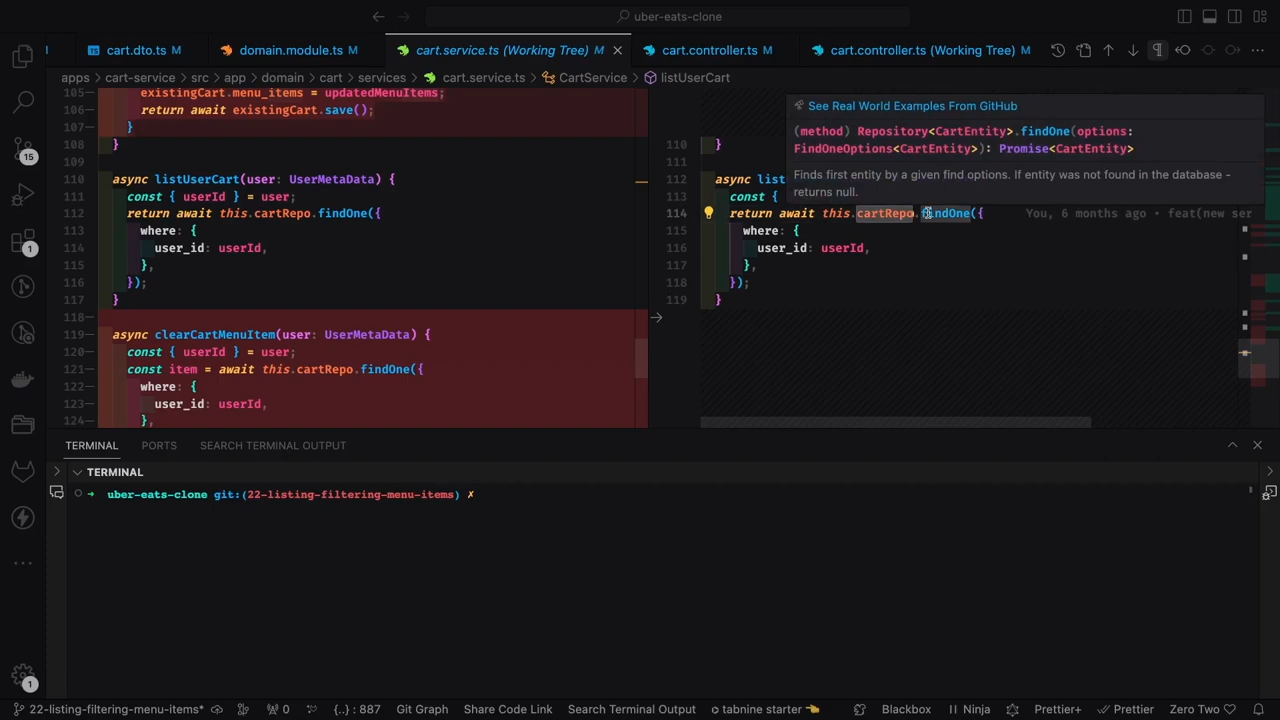 uber-eats-clone
M
cart.dto.ts M
domain.module.ts M
cart.service.ts (Working Tree) M
cart.controller.ts M
cart.controller.ts (Working Tree) M
apps > cart-service > src > app > domain > cart > services > cart.service.ts > CartService > listUserCart
105 existingCart.menu_items = updatedMenuItems;
106 return await existingCart.save();
107 }
108 }
109
110 async listUserCart(user: UserMetaData) {
111 const { userId } = user;
112 return await this.cartRepo.findOne({
113 where: {
114 user_id: userId,
115 },
116 });
117 }
118
119 async clearCartMenuItem(user: UserMetaData) {
120 const { userId } = user;
121 const item = await this.cartRepo.findOne({
122 where: {
123 user_id: userId,
124 },
See Real World Examples From GitHub
(method) Repository<CartEntity>.findOne(options:
FindOneOptions<CartEntity>): Promise<CartEntity>
Finds first entity by a given find options. If entity was not found in the database -
returns null.
110 }
111
112 async list
113 const {
114 return await this.cartRepo.findOne({ You, 6 months ago • feat(new ser
115 where: {
116 user_id: userId,
117 },
118 });
119 }
15
1
1
TERMINAL PORTS SEARCH TERMINAL OUTPUT
TERMINAL
uber-eats-clone git:(22-listing-filtering-menu-items) ✗
22-listing-filtering-menu-items* 0 {..} : 887 Git Graph Share Code Link Search Terminal Output tabnine starter Blackbox Ninja Prettier+ Prettier Zero Two